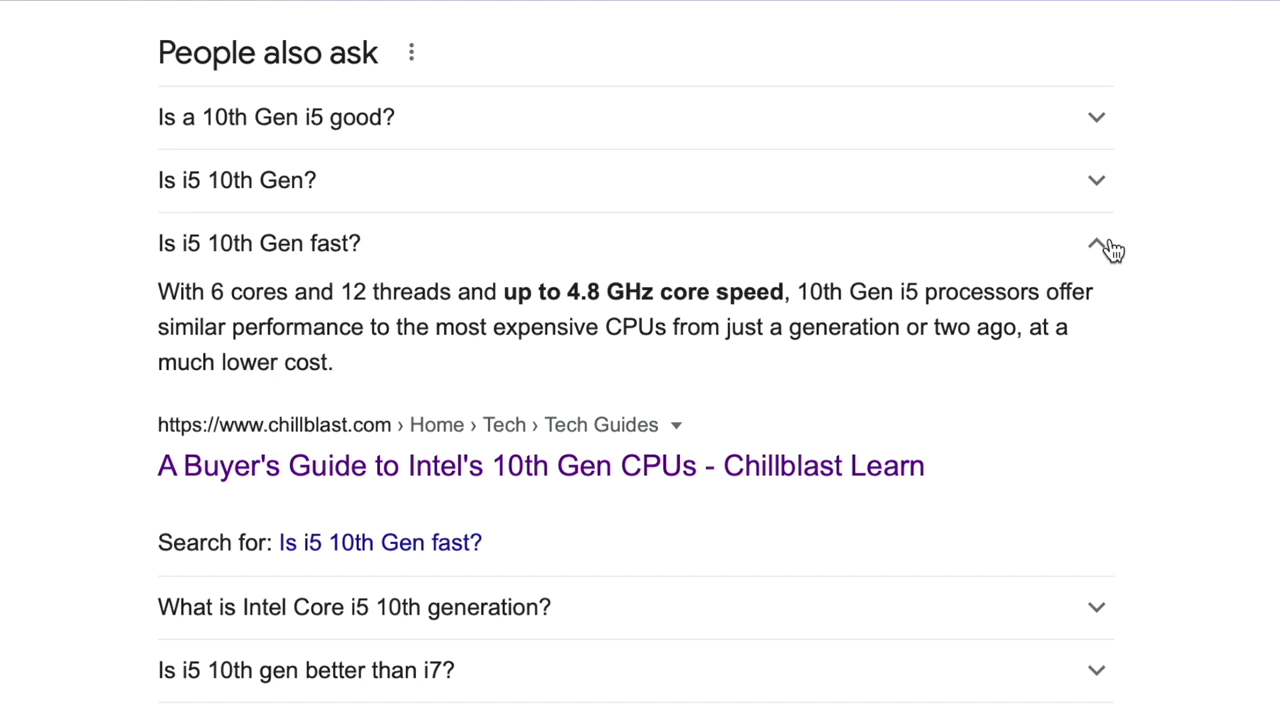 People also ask
Is a 10th Gen i5 good?
Is i5 10th Gen?
Is i5 10th Gen fast?
With 6 cores and 12 threads and up to 4.8 GHz core speed, 10th Gen i5 processors offer
similar performance to the most expensive CPUs from just a generation or two ago, at a
much lower cost.
https://www.chillblast.com › Home › Tech › Tech Guides
A Buyer's Guide to Intel's 10th Gen CPUs - Chillblast Learn
Search for: Is i5 10th Gen fast?
What is Intel Core i5 10th generation?
Is i5 10th gen better than i7?